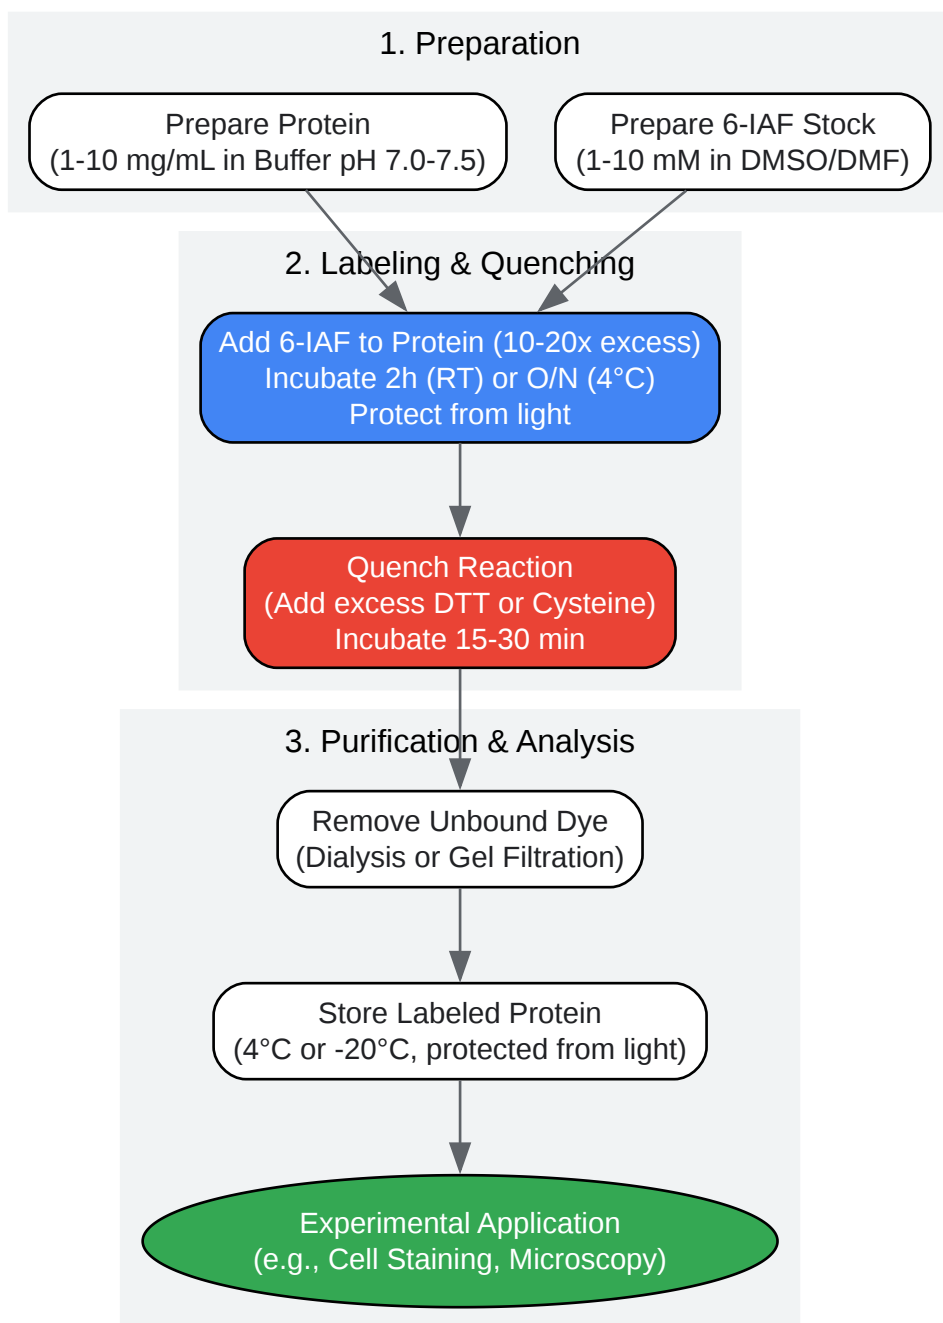 1. Preparation
Prepare Protein
(1-10 mg/mL in Buffer pH 7.0-7.5)
Prepare 6-IAF Stock
(1-10 mM in DMSO/DMF)
2. Labeling & Quenching
Add 6-IAF to Protein (10-20x excess)
Incubate 2h (RT) or O/N (4°C)
Protect from light
Quench Reaction
(Add excess DTT or Cysteine)
Incubate 15-30 min
3. Purification & Analysis
Remove Unbound Dye
(Dialysis or Gel Filtration)
Store Labeled Protein
(4°C or -20°C, protected from light)
Experimental Application
(e.g., Cell Staining, Microscopy)